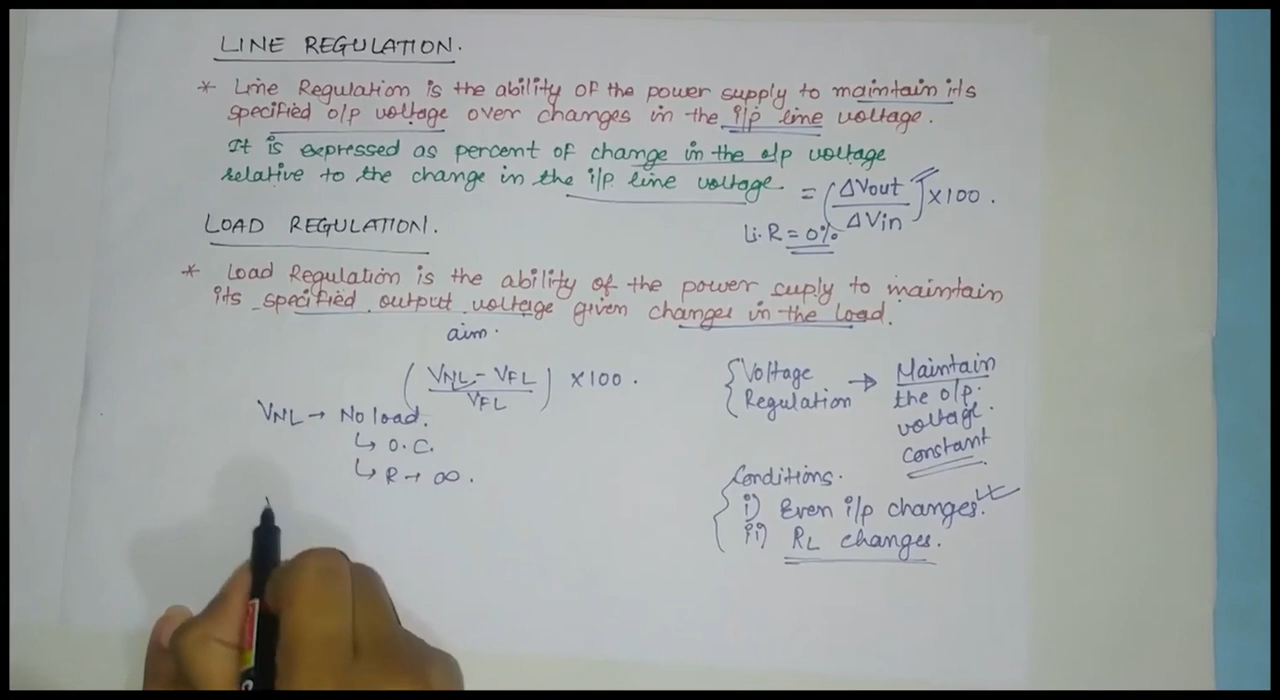 LINE REGULATION.
* Line Regulation is the ability of the power supply to maintain its
specified o/p voltage over changes in the i/p line voltage.
It is expressed as percent of change in the o/p voltage
relative to the change in the i/p line voltage. = (ΔVout / ΔVin) ×100.
Li.R = 0%
LOAD REGULATION.
* Load Regulation is the ability of the power suply to maintain
its specified output voltage given changes in the load.
aim.
(VNL - VFL / VFL) ×100.
VNL → No load.
↳ O.C.
↳ R → ∞.
{Voltage
Regulation → Maintain
the o/p.
voltage.
constant
Conditions.
i) Even i/p changes.
ii) RL changes.